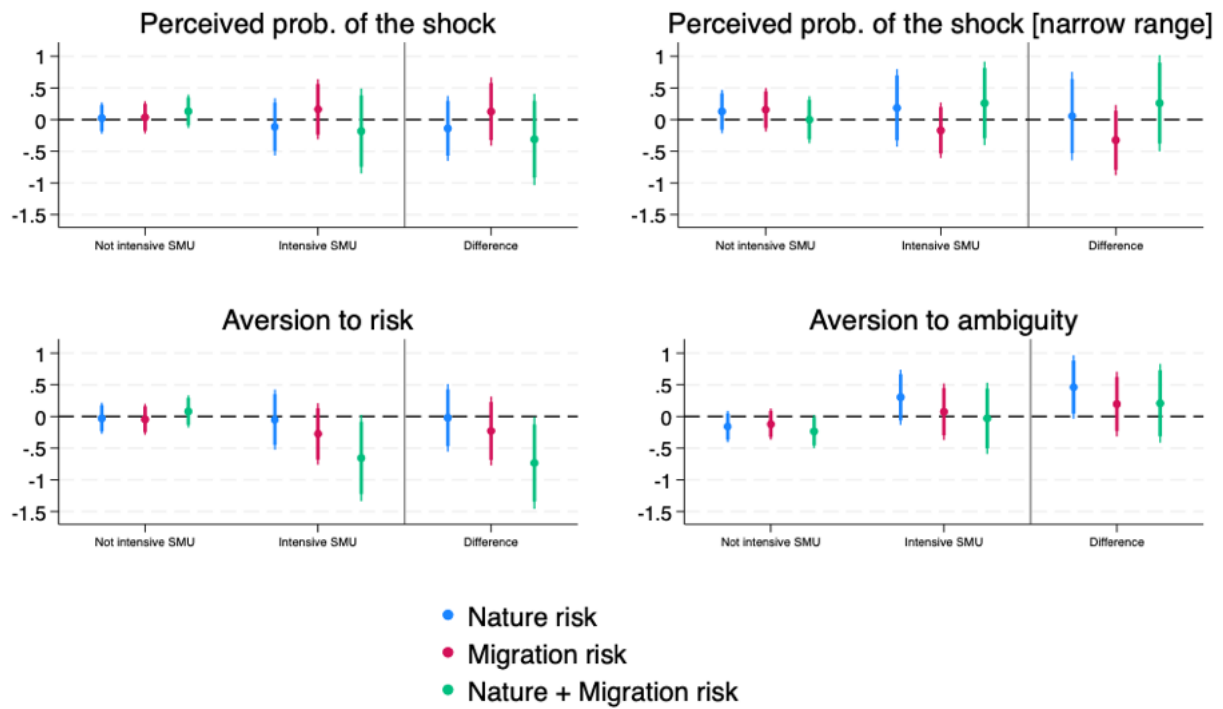 Perceived prob. of the shock
1
.5
0
-.5
-1
-1.5
Not intensive SMU Intensive SMU Difference
Perceived prob. of the shock [narrow range]
1
.5
0
-.5
-1
-1.5
Not intensive SMU Intensive SMU Difference
Aversion to risk
1
.5
0
-.5
-1
-1.5
Not intensive SMU Intensive SMU Difference
Aversion to ambiguity
1
.5
0
-.5
-1
-1.5
Not intensive SMU Intensive SMU Difference
Nature risk
Migration risk
Nature + Migration risk